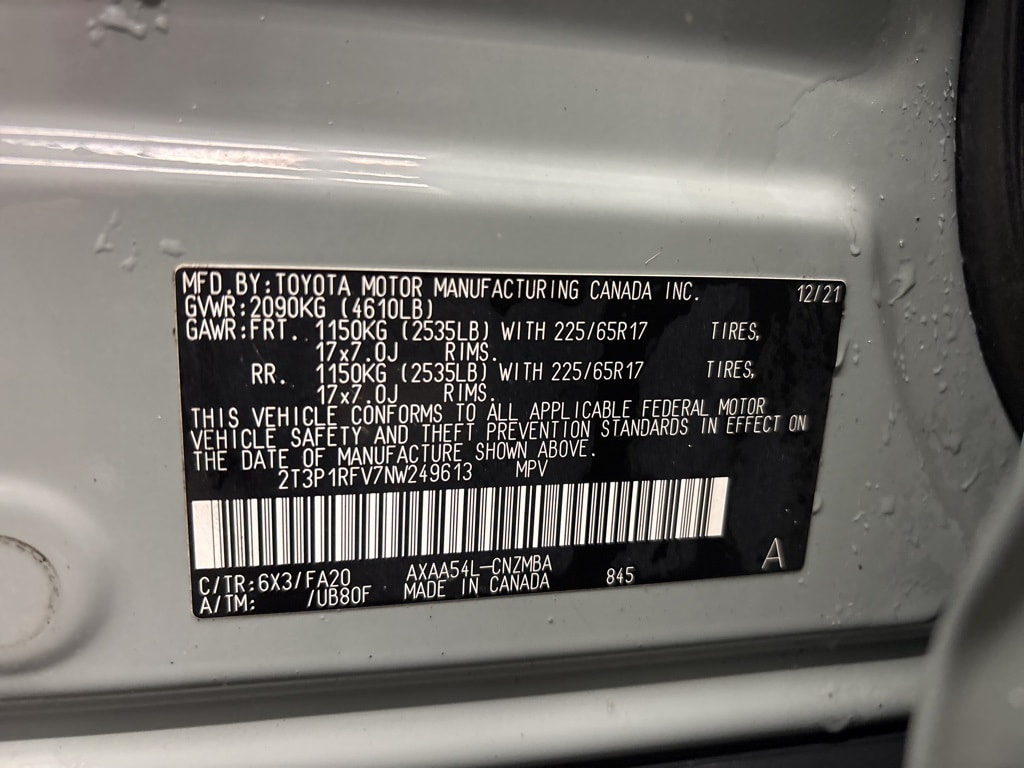 MFD.BY:TOYOTA MOTOR MANUFACTURING CANADA INC. 12/21
GVWR:2090KG (4610LB)
GAWR:FRT. 1150KG (2535LB) WITH 225/65R17 TIRES,
17x7.0J RIMS.
RR. 1150KG (2535LB) WITH 225/65R17 TIRES,
17x7.0J RIMS.
THIS VEHICLE CONFORMS TO ALL APPLICABLE FEDERAL MOTOR
VEHICLE SAFETY AND THEFT PREVENTION STANDARDS IN EFFECT ON
THE DATE OF MANUFACTURE SHOWN ABOVE.
2T3P1RFV7NW249613 MPV
A
C/TR:6X3/FA20 AXAA54L-CNZMBA 845
A/TM: /UB80F MADE IN CANADA